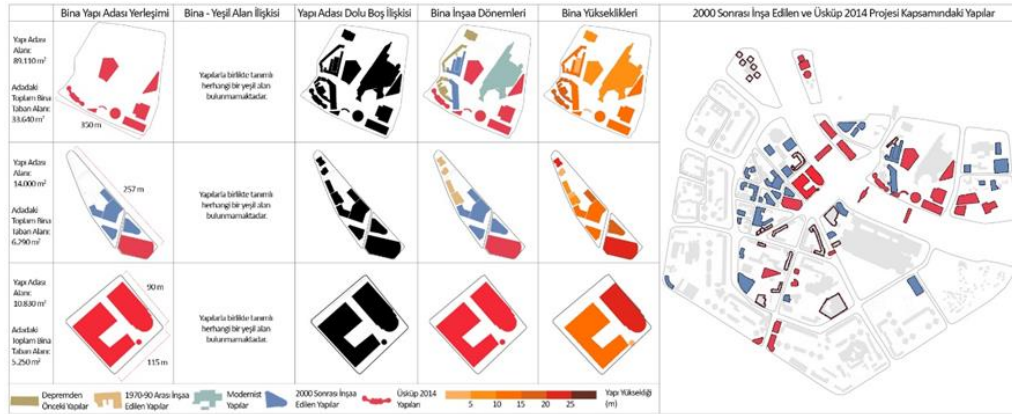 Bina Yapı Adası Yerleşimi
Bina - Yeşil Alan İlişkisi
Yapı Adası Dolu Boş İlişkisi
Bina İnşaa Dönemleri
Bina Yükseklikleri
2000 Sonrası İnşa Edilen ve Üsküp 2014 Projesi Kapsamındaki Yapılar
Yapı Adası
Alanı:
89.110 m²
Adadaki
Toplam Bina
Taban Alanı:
33.640 m²
350 m
Yapılarla birlikte tanımlı
herhangi bir yeşil alan
bulunmamaktadır.
Yapı Adası
Alanı:
14.000 m²
Adadaki
Toplam Bina
Taban Alanı:
6.290 m²
257 m
Yapılarla birlikte tanımlı
herhangi bir yeşil alan
bulunmamaktadır.
Yapı Adası
Alanı:
10.830 m²
Adadaki
Toplam Bina
Taban Alanı:
5.250 m²
90 m
115 m
Yapılarla birlikte tanımlı
herhangi bir yeşil alan
bulunmamaktadır.
Depremden
Önceki Yapılar
1970-90 Arası İnşaa
Edilen Yapılar
Modernist
Yapılar
2000 Sonrası İnşaa
Edilen Yapılar
Üsküp 2014
Yapıları
5 10 15 20 25
Yapı Yüksekliği
(m)